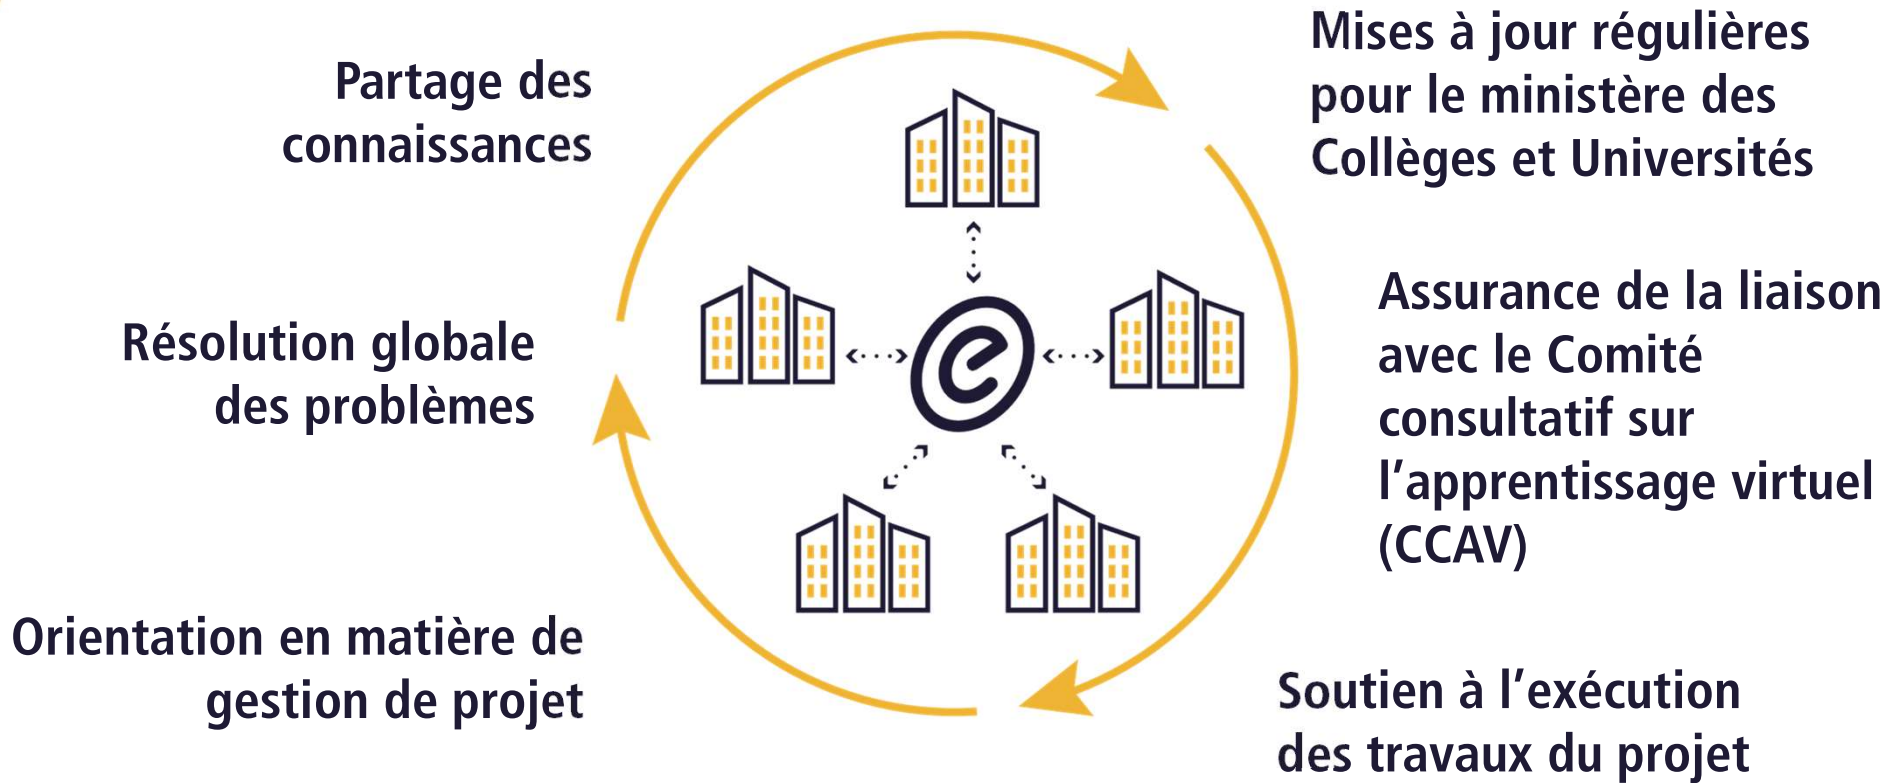 Partage des
connaissances
Mises à jour régulières
pour le ministère des
Collèges et Universités
Résolution globale
des problèmes
e
Assurance de la liaison
avec le Comité
consultatif sur
l’apprentissage virtuel
(CCAV)
Orientation en matière de
gestion de projet
Soutien à l’exécution
des travaux du projet